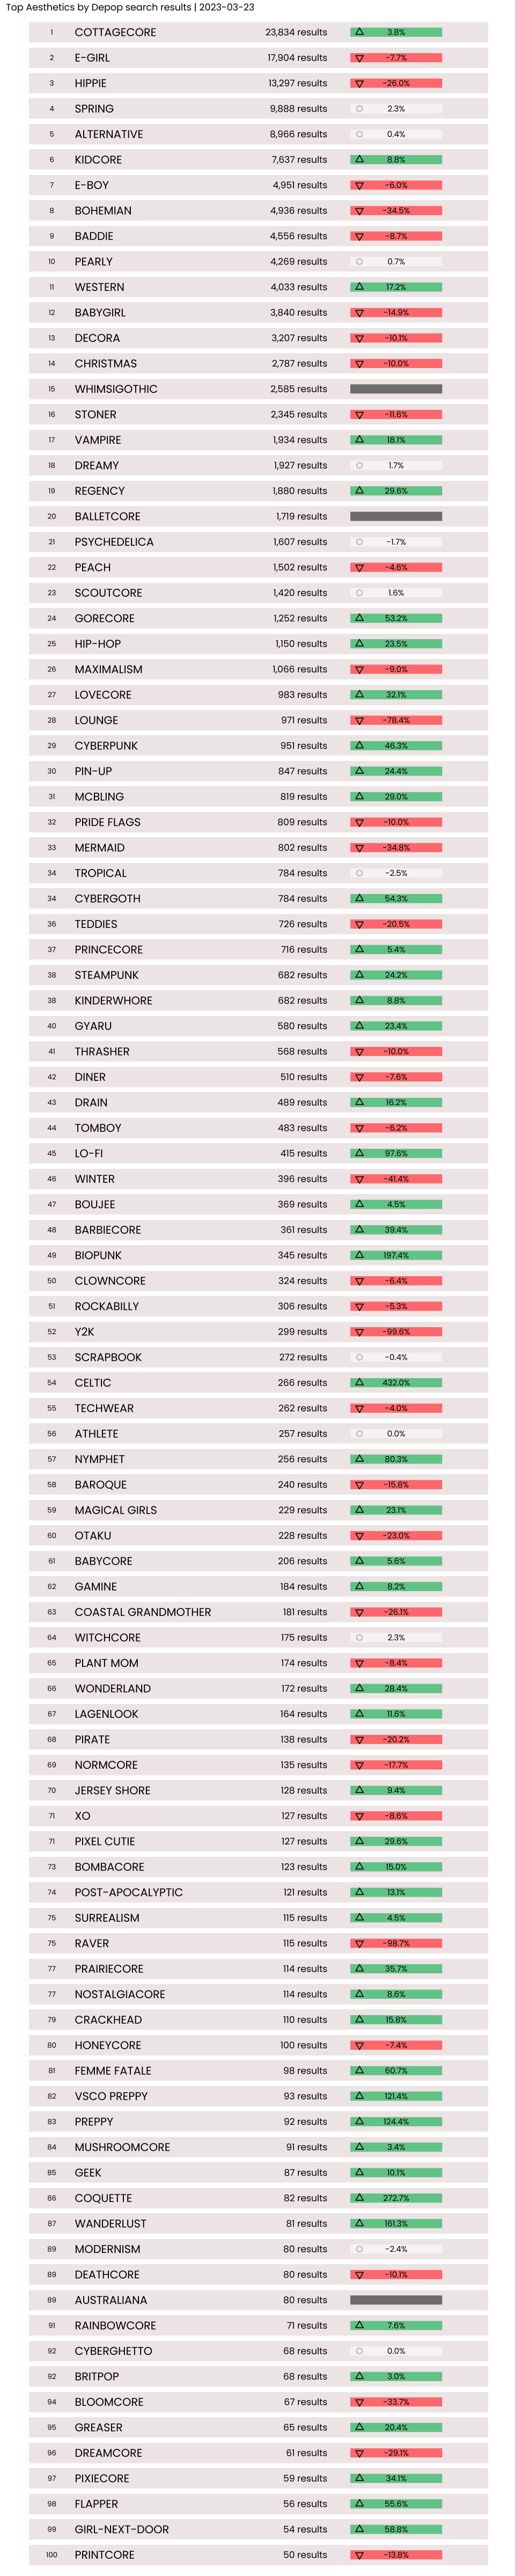 Top Aesthetics by Depop search results | 2023-03-23
1 COTTAGECORE 23,834 results 3.8%
2 E-GIRL 17,904 results -7.7%
3 HIPPIE 13,297 results -26.0%
4 SPRING 9,888 results 2.3%
5 ALTERNATIVE 8,966 results 0.4%
6 KIDCORE 7,637 results 8.8%
7 E-BOY 4,951 results -6.0%
8 BOHEMIAN 4,936 results -34.5%
9 BADDIE 4,556 results -8.7%
10 PEARLY 4,269 results 0.7%
11 WESTERN 4,033 results 17.2%
12 BABYGIRL 3,840 results -14.9%
13 DECORA 3,207 results -10.1%
14 CHRISTMAS 2,787 results -10.0%
15 WHIMSIGOTHIC 2,585 results
16 STONER 2,345 results -11.6%
17 VAMPIRE 1,934 results 18.1%
18 DREAMY 1,927 results 1.7%
19 REGENCY 1,880 results 29.6%
20 BALLETCORE 1,719 results
21 PSYCHEDELICA 1,607 results -1.7%
22 PEACH 1,502 results -4.6%
23 SCOUTCORE 1,420 results 1.6%
24 GORECORE 1,252 results 53.2%
25 HIP-HOP 1,150 results 23.5%
26 MAXIMALISM 1,066 results -9.0%
27 LOVECORE 983 results 32.1%
28 LOUNGE 971 results -78.4%
29 CYBERPUNK 951 results 46.3%
30 PIN-UP 847 results 24.4%
31 MCBLING 819 results 29.0%
32 PRIDE FLAGS 809 results -10.0%
33 MERMAID 802 results -34.8%
34 TROPICAL 784 results -2.5%
34 CYBERGOTH 784 results 54.3%
36 TEDDIES 726 results -20.5%
37 PRINCECORE 716 results 5.4%
38 STEAMPUNK 682 results 24.2%
38 KINDERWHORE 682 results 8.8%
40 GYARU 580 results 23.4%
41 THRASHER 568 results -10.0%
42 DINER 510 results -7.6%
43 DRAIN 489 results 16.2%
44 TOMBOY 483 results -6.2%
45 LO-FI 415 results 97.6%
46 WINTER 396 results -41.4%
47 BOUJEE 369 results 4.5%
48 BARBIECORE 361 results 39.4%
49 BIOPUNK 345 results 197.4%
50 CLOWNCORE 324 results -6.4%
51 ROCKABILLY 306 results -5.3%
52 Y2K 299 results -99.6%
53 SCRAPBOOK 272 results -0.4%
54 CELTIC 266 results 432.0%
55 TECHWEAR 262 results -4.0%
56 ATHLETE 257 results 0.0%
57 NYMPHET 256 results 80.3%
58 BAROQUE 240 results -15.8%
59 MAGICAL GIRLS 229 results 23.1%
60 OTAKU 228 results -23.0%
61 BABYCORE 206 results 5.6%
62 GAMINE 184 results 8.2%
63 COASTAL GRANDMOTHER 181 results -26.1%
64 WITCHCORE 175 results 2.3%
65 PLANT MOM 174 results -8.4%
66 WONDERLAND 172 results 28.4%
67 LAGENLOOK 164 results 11.6%
68 PIRATE 138 results -20.2%
69 NORMCORE 135 results -17.7%
70 JERSEY SHORE 128 results 9.4%
71 XO 127 results -8.6%
71 PIXEL CUTIE 127 results 29.6%
73 BOMBACORE 123 results 15.0%
74 POST-APOCALYPTIC 121 results 13.1%
75 SURREALISM 115 results 4.5%
75 RAVER 115 results -98.7%
77 PRAIRIECORE 114 results 35.7%
77 NOSTALGIACORE 114 results 8.6%
79 CRACKHEAD 110 results 15.8%
80 HONEYCORE 100 results -7.4%
81 FEMME FATALE 98 results 60.7%
82 VSCO PREPPY 93 results 121.4%
83 PREPPY 92 results 124.4%
84 MUSHROOMCORE 91 results 3.4%
85 GEEK 87 results 10.1%
86 COQUETTE 82 results 272.7%
87 WANDERLUST 81 results 161.3%
89 MODERNISM 80 results -2.4%
89 DEATHCORE 80 results -10.1%
89 AUSTRALIANA 80 results
91 RAINBOWCORE 71 results 7.6%
92 CYBERGHETTO 68 results 0.0%
92 BRITPOP 68 results 3.0%
94 BLOOMCORE 67 results -33.7%
95 GREASER 65 results 20.4%
96 DREAMCORE 61 results -29.1%
97 PIXIECORE 59 results 34.1%
98 FLAPPER 56 results 55.6%
99 GIRL-NEXT-DOOR 54 results 58.8%
100 PRINTCORE 50 results -13.8%